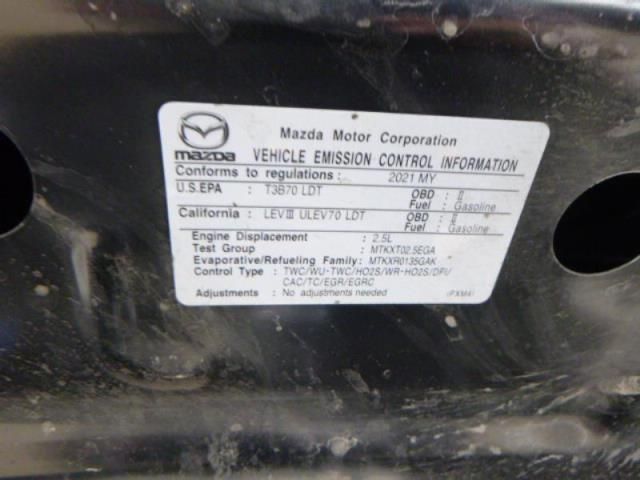 Mazda Motor Corporation
mazda VEHICLE EMISSION CONTROL INFORMATION
Conforms to regulations : 2021 MY
U.S.EPA : T3B70 LDT OBD : II
Fuel : Gasoline
California : LEVIII ULEV70 LDT OBD : II
Fuel : Gasoline
Engine Displacement : 2.5L
Test Group : MTKXT02.5EGA
Evaporative/Refueling Family: MTKXR0135GAK
Control Type : TWC/WU-TWC/HO2S/WR-HO2S/DFI/
CAC/TC/EGR/EGRC
Adjustments : No adjustments needed (PXM4)